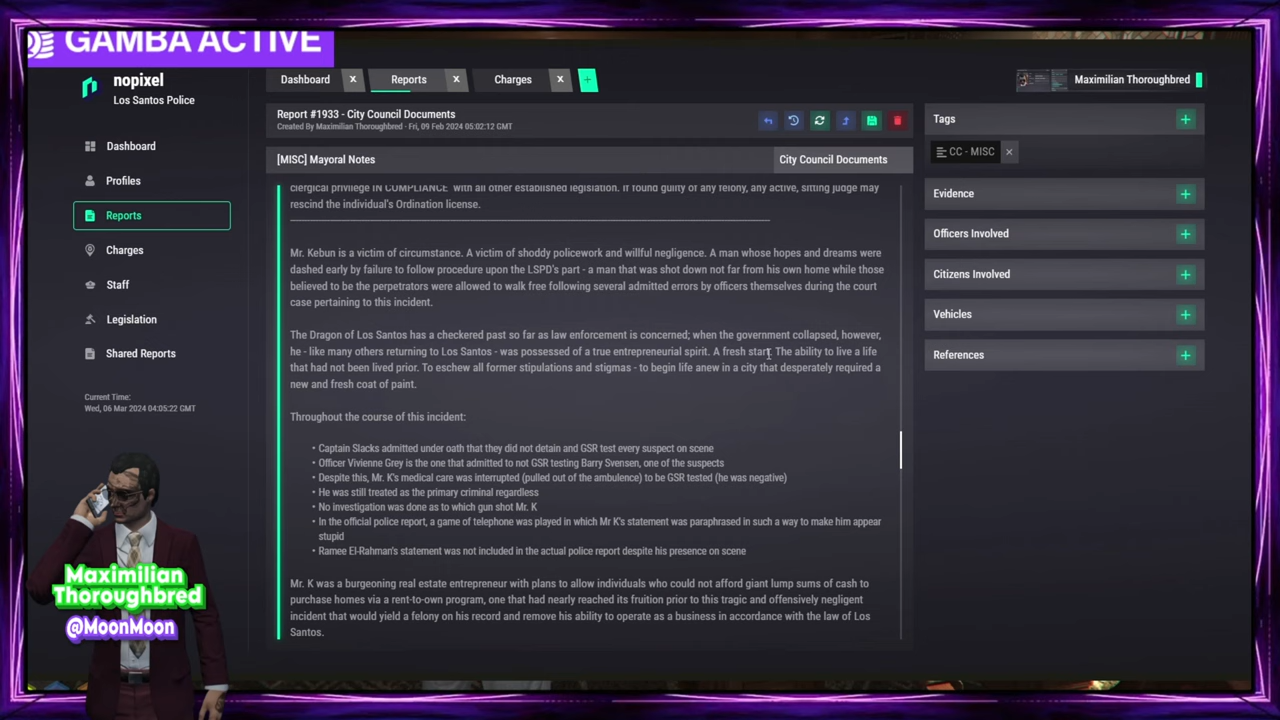 GAMBA ACTIVE
nopixel
Los Santos Police
Dashboard
Profiles
Reports
Charges
Staff
Legislation
Shared Reports
Current Time:
Wed, 06 Mar 2024 04:05:22 GMT
Dashboard x Reports x Charges x +
Maximilian Thoroughbred
Report #1933 - City Council Documents
Created By Maximilian Thoroughbred - Fri, 09 Feb 2024 05:02:12 GMT
[MISC] Mayoral Notes
City Council Documents
clerical privilege IN COMPLIANCE with all other established legislation. If found guilty of any felony, any active, sitting judge may
rescind the individual's Ordination license.
Mr. Kebun is a victim of circumstance. A victim of shoddy policework and willful negligence. A man whose hopes and dreams were
dashed early by failure to follow procedure upon the LSPD's part - a man that was shot down not far from his own home while those
believed to be the perpetrators were allowed to walk free following several admitted errors by officers themselves during the court
case pertaining to this incident.
The Dragon of Los Santos has a checkered past so far as law enforcement is concerned; when the government collapsed, however,
he - like many others returning to Los Santos - was possessed of a true entrepreneurial spirit. A fresh start. The ability to live a life
that had not been lived prior. To eschew all former stipulations and stigmas - to begin life anew in a city that desperately required a
new and fresh coat of paint.
Throughout the course of this incident:
• Captain Slacks admitted under oath that they did not detain and GSR test every suspect on scene
• Officer Vivienne Grey is the one that admitted to not GSR testing Barry Svensen, one of the suspects
• Despite this, Mr. K's medical care was interrupted (pulled out of the ambulance) to be GSR tested (he was negative)
• He was still treated as the primary criminal regardless
• No investigation was done as to which gun shot Mr. K
• In the official police report, a game of telephone was played in which Mr K's statement was paraphrased in such a way to make him appear
stupid
• Ramee El-Rahman's statement was not included in the actual police report despite his presence on scene
Mr. K was a burgeoning real estate entrepreneur with plans to allow individuals who could not afford giant lump sums of cash to
purchase homes via a rent-to-own program, one that had nearly reached its fruition prior to this tragic and offensively negligent
incident that would yield a felony on his record and remove his ability to operate as a business in accordance with the law of Los
Santos.
Tags +
CC - MISC x
Evidence +
Officers Involved +
Citizens Involved +
Vehicles +
References +
Maximilian
Thoroughbred
@MoonMoon